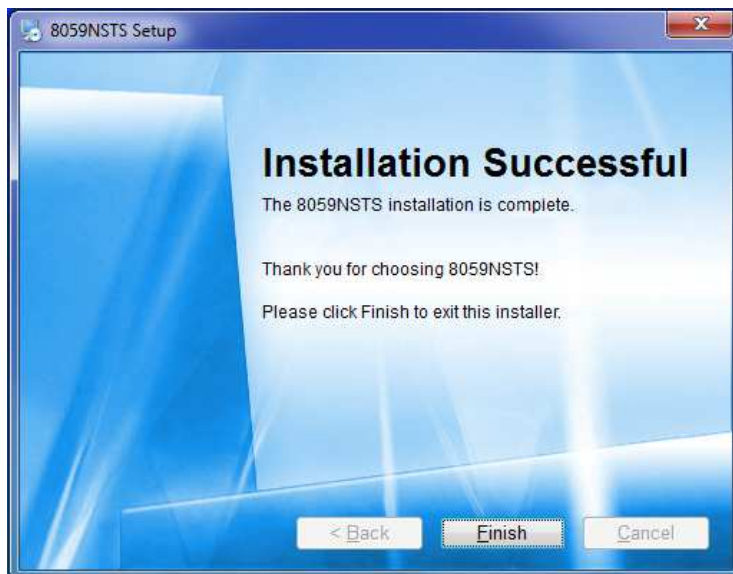 8059NSTS Setup
x
Installation Successful
The 8059NSTS installation is complete.
Thank you for choosing 8059NSTS!
Please click Finish to exit this installer.
< Back
Finish
Cancel